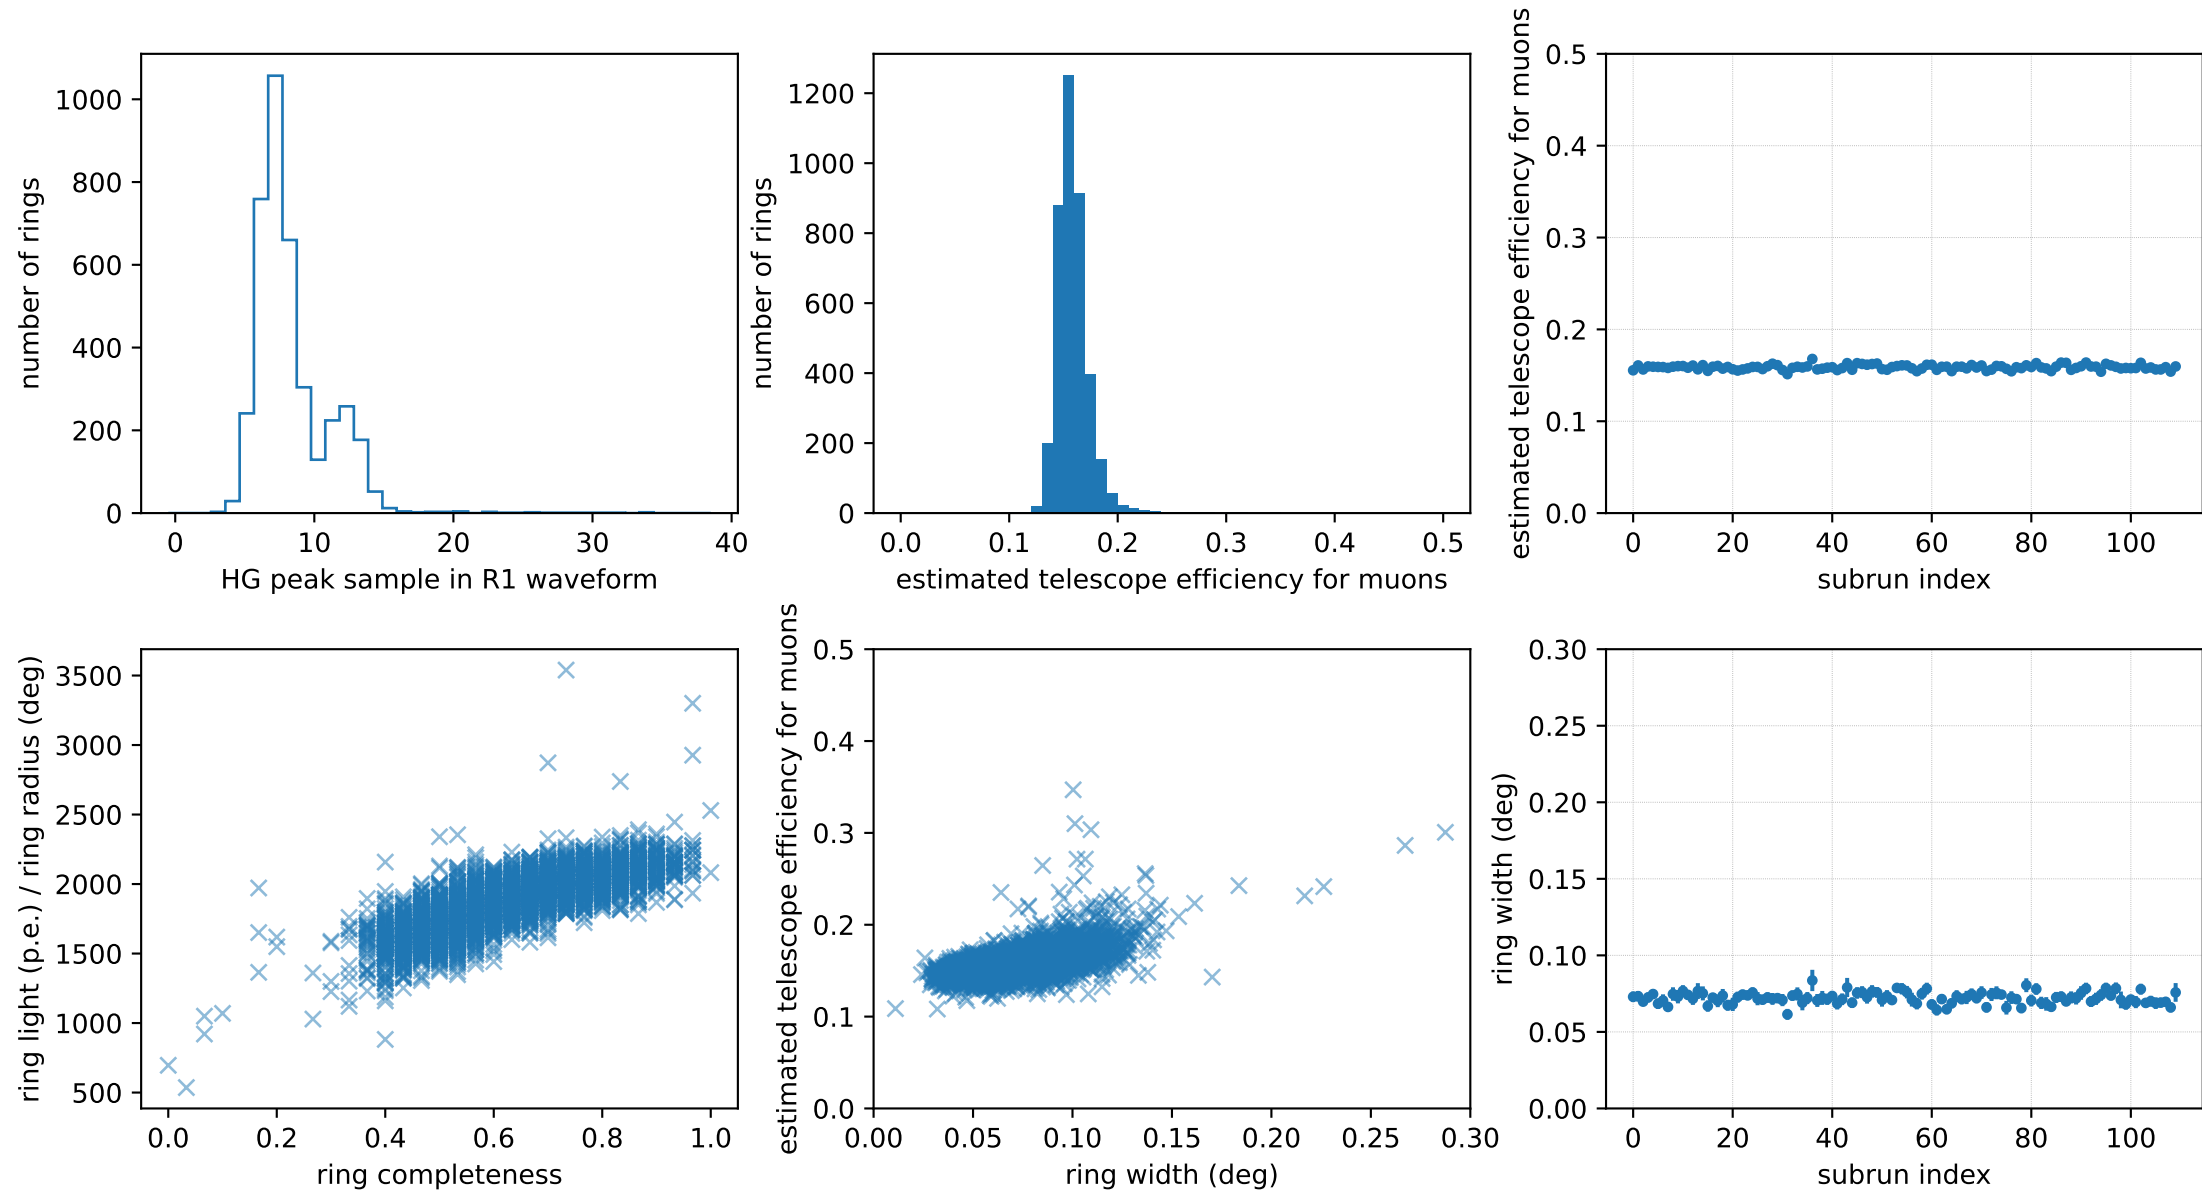 number of rings
1000
800
600
400
200
0
0 10 20 30 40
HG peak sample in R1 waveform
number of rings
1200
1000
800
600
400
200
0
0.0 0.1 0.2 0.3 0.4 0.5
estimated telescope efficiency for muons
estimated telescope efficiency for muons
0.5
0.4
0.3
0.2
0.1
0.0
0 20 40 60 80 100
subrun index
ring light (p.e.) / ring radius (deg)
3500
3000
2500
2000
1500
1000
500
0.0 0.2 0.4 0.6 0.8 1.0
ring completeness
estimated telescope efficiency for muons
0.5
0.4
0.3
0.2
0.1
0.0
0.00 0.05 0.10 0.15 0.20 0.25 0.30
ring width (deg)
ring width (deg)
0.30
0.25
0.20
0.15
0.10
0.05
0.00
0 20 40 60 80 100
subrun index